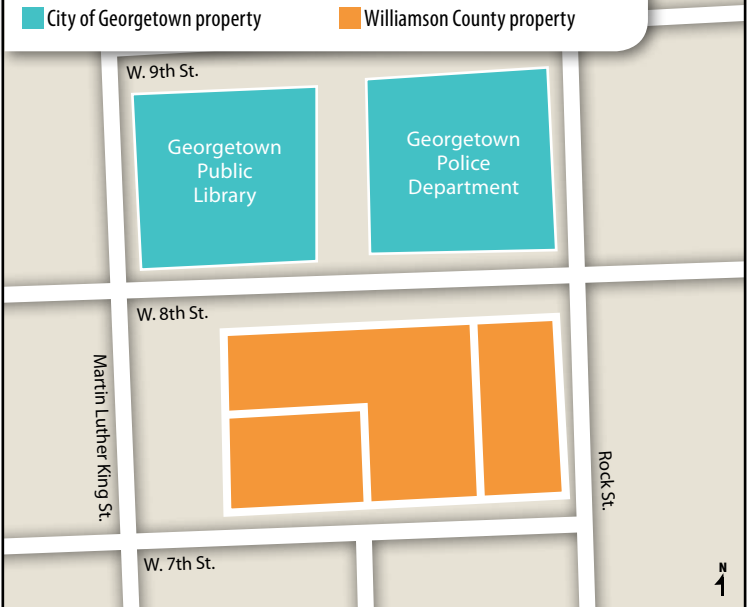 City of Georgetown property
Williamson County property
W. 9th St.
Georgetown
Public
Library
Georgetown
Police
Department
W. 8th St.
Martin Luther King St.
Rock St.
W. 7th St.
N